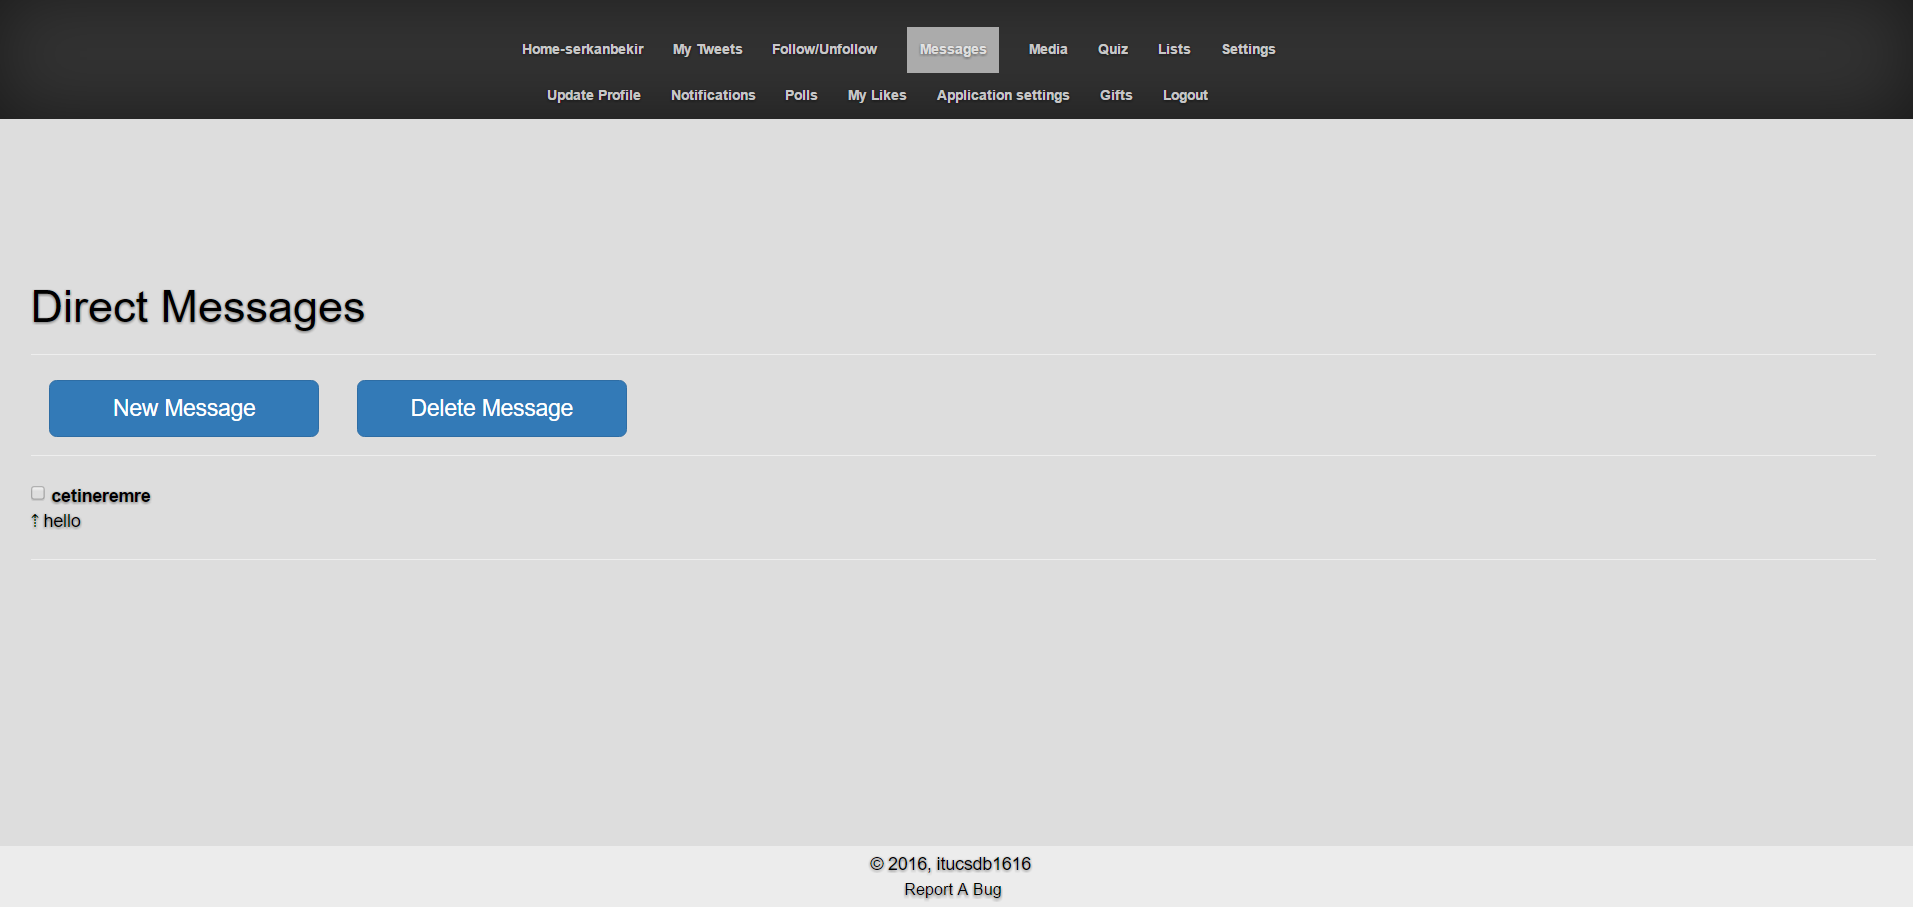 Home-serkanbekir My Tweets Follow/Unfollow Messages Media Quiz Lists Settings
Update Profile Notifications Polls My Likes Application settings Gifts Logout
Direct Messages
New Message Delete Message
cetineremre
⇡ hello
© 2016, itucsdb1616
Report A Bug